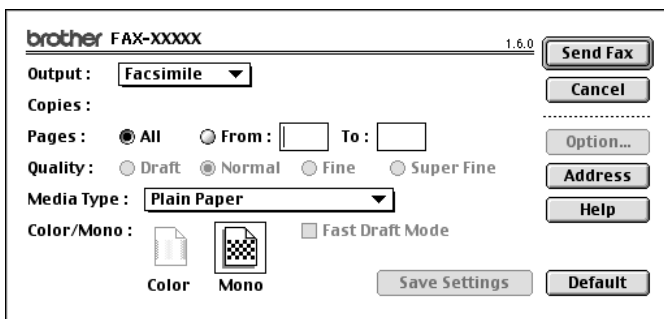 brother FAX-XXXXX 1.6.0
Send Fax
Output : Facsimile
Cancel
Copies :
Pages : All From : To :
Option...
Quality : Draft Normal Fine Super Fine
Address
Media Type : Plain Paper
Help
Color/Mono : Fast Draft Mode
Color Mono
Save Settings Default